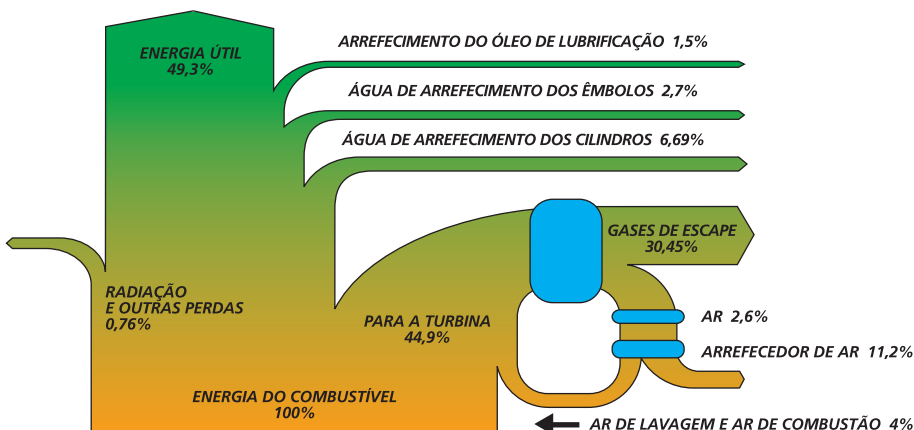 ENERGIA ÚTIL
49,3%
ARREFECIMENTO DO ÓLEO DE LUBRIFICAÇÃO 1,5%
ÁGUA DE ARREFECIMENTO DOS ÊMBOLOS 2,7%
ÁGUA DE ARREFECIMENTO DOS CILINDROS 6,69%
GASES DE ESCAPE
30,45%
RADIAÇÃO
E OUTRAS PERDAS
0,76%
PARA A TURBINA
44,9%
AR 2,6%
ARREFECEDOR DE AR 11,2%
ENERGIA DO COMBUSTÍVEL
100%
AR DE LAVAGEM E AR DE COMBUSTÃO 4%